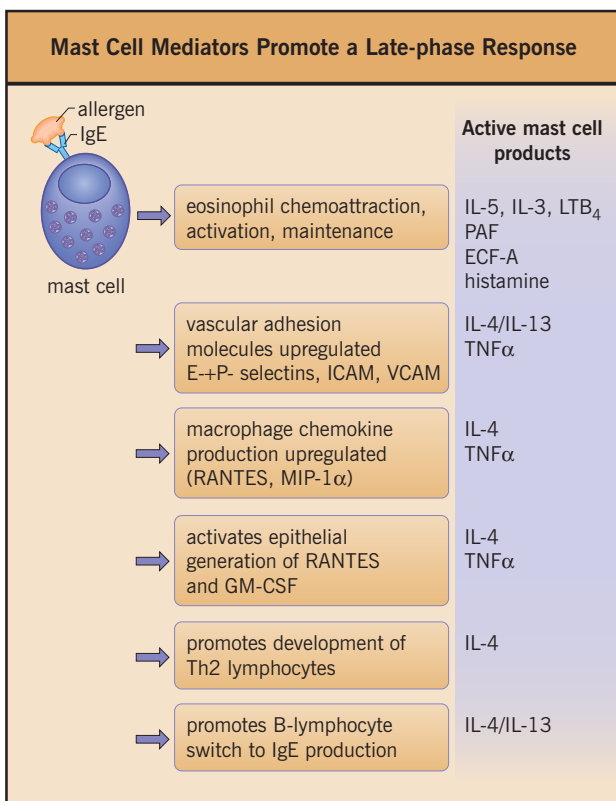 Mast Cell Mediators Promote a Late-phase Response
allergen
IgE
mast cell
Active mast cell
products
eosinophil chemoattraction,
activation, maintenance
IL-5, IL-3, LTB₄
PAF
ECF-A
histamine
vascular adhesion
molecules upregulated
E-+P- selectins, ICAM, VCAM
IL-4/IL-13
TNFα
macrophage chemokine
production upregulated
(RANTES, MIP-1α)
IL-4
TNFα
activates epithelial
generation of RANTES
and GM-CSF
IL-4
TNFα
promotes development of
Th2 lymphocytes
IL-4
promotes B-lymphocyte
switch to IgE production
IL-4/IL-13